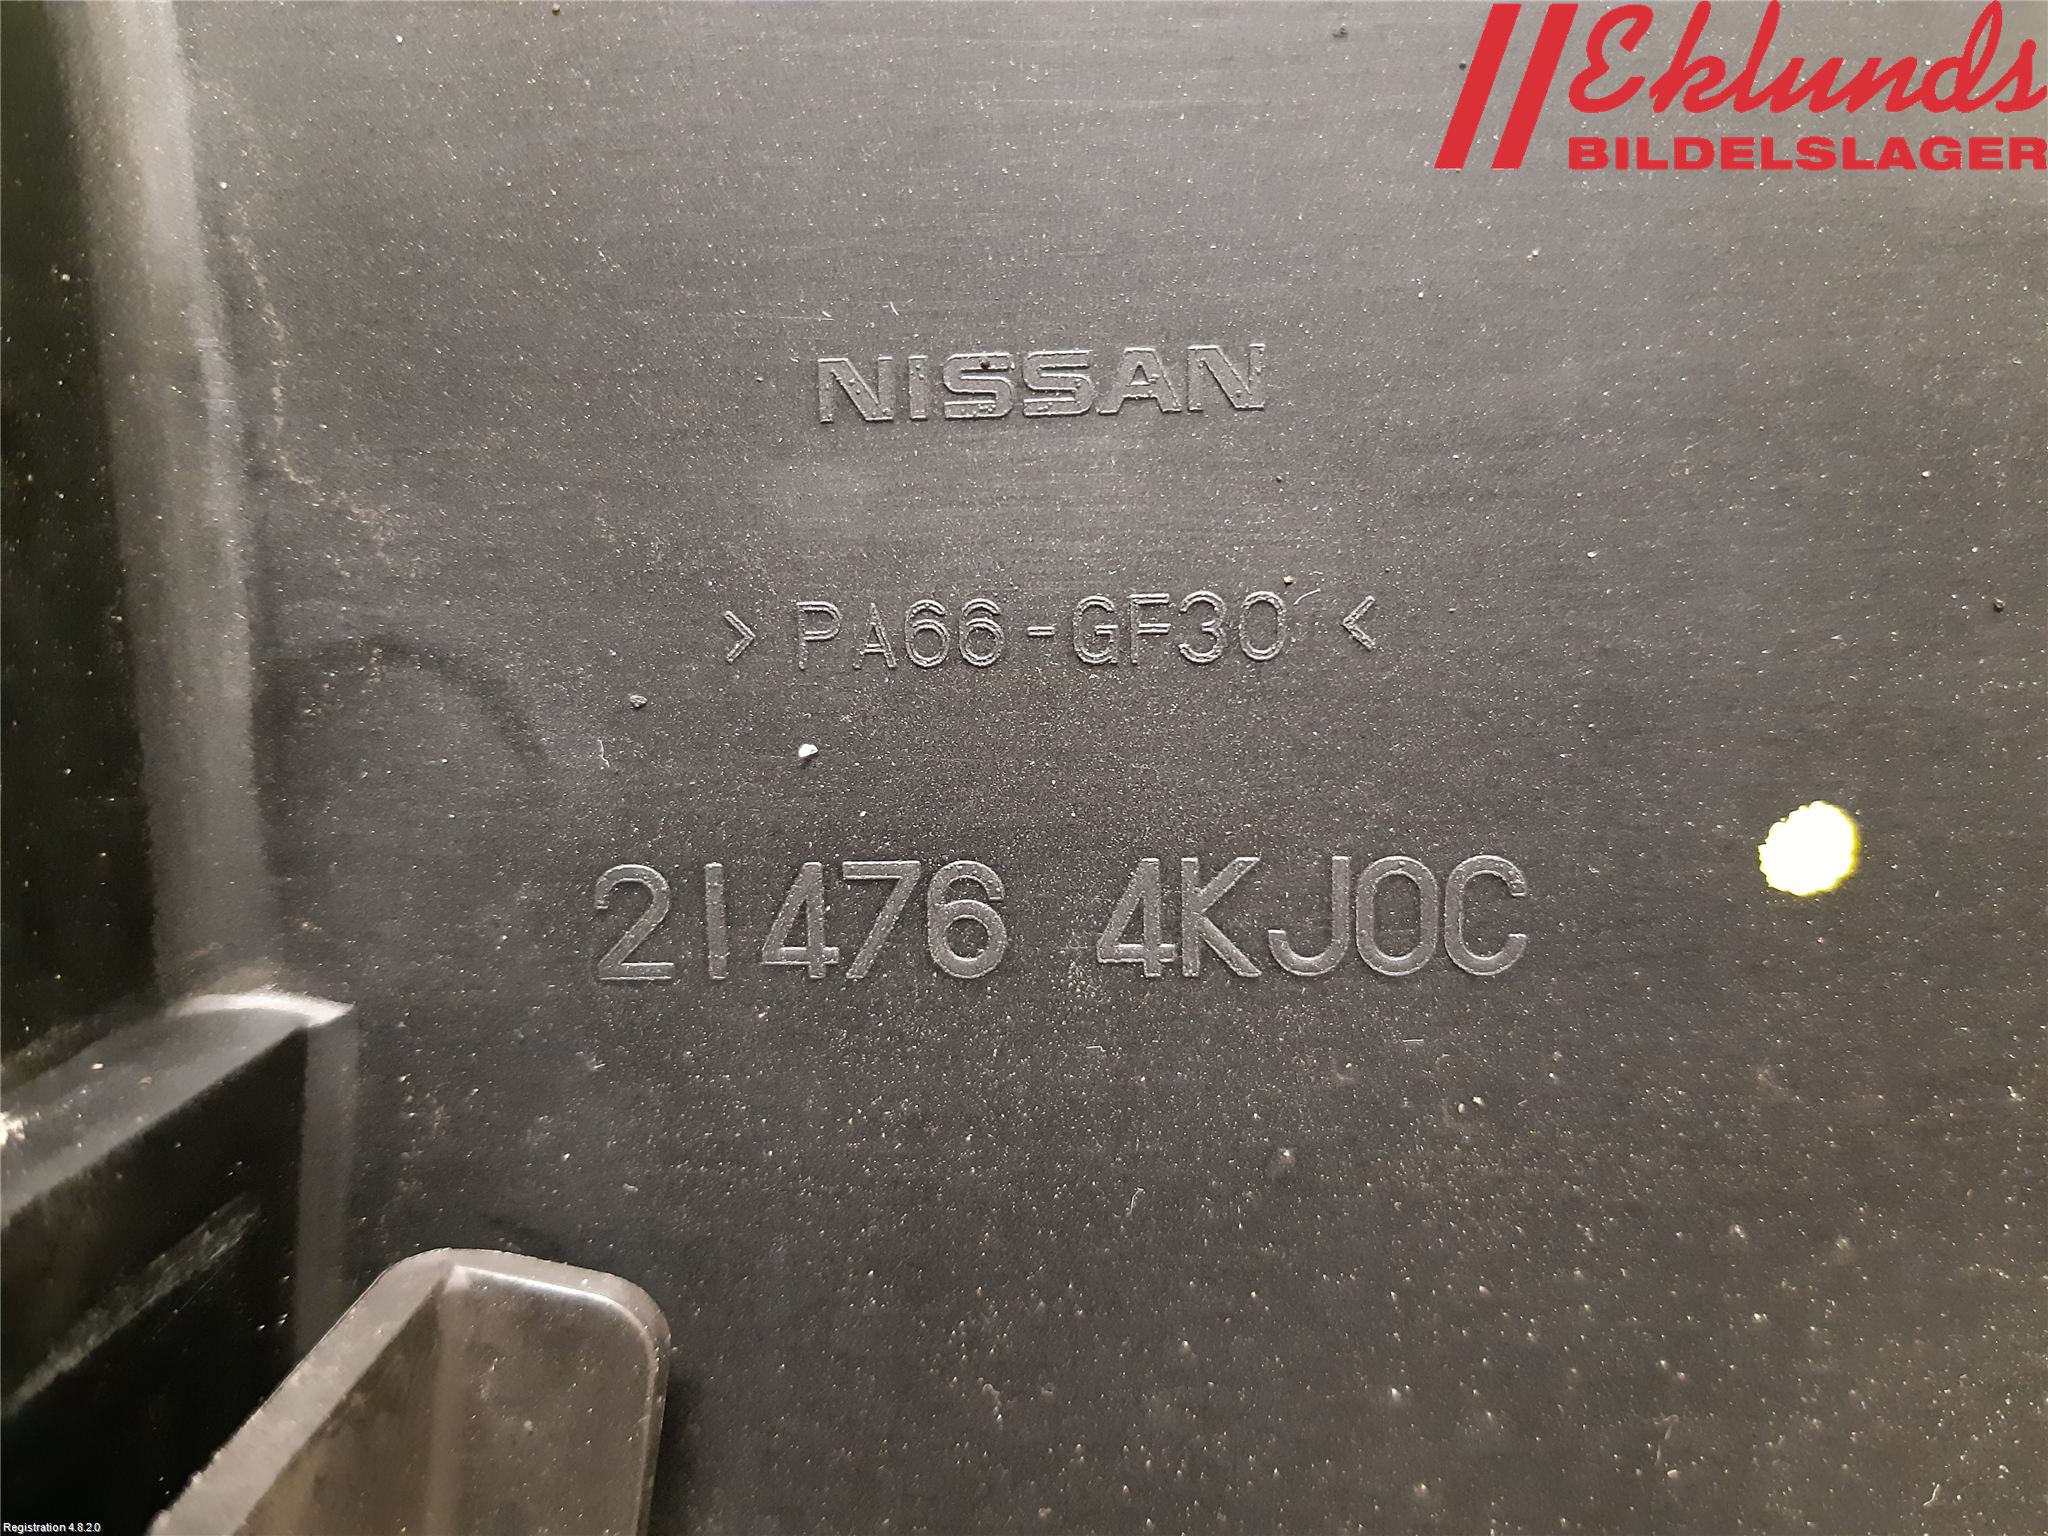 Eklunds
BILDELSLAGER
NISSAN
>PA66-GF30<
21476 4KJ0C
Registration 4.8.2.0